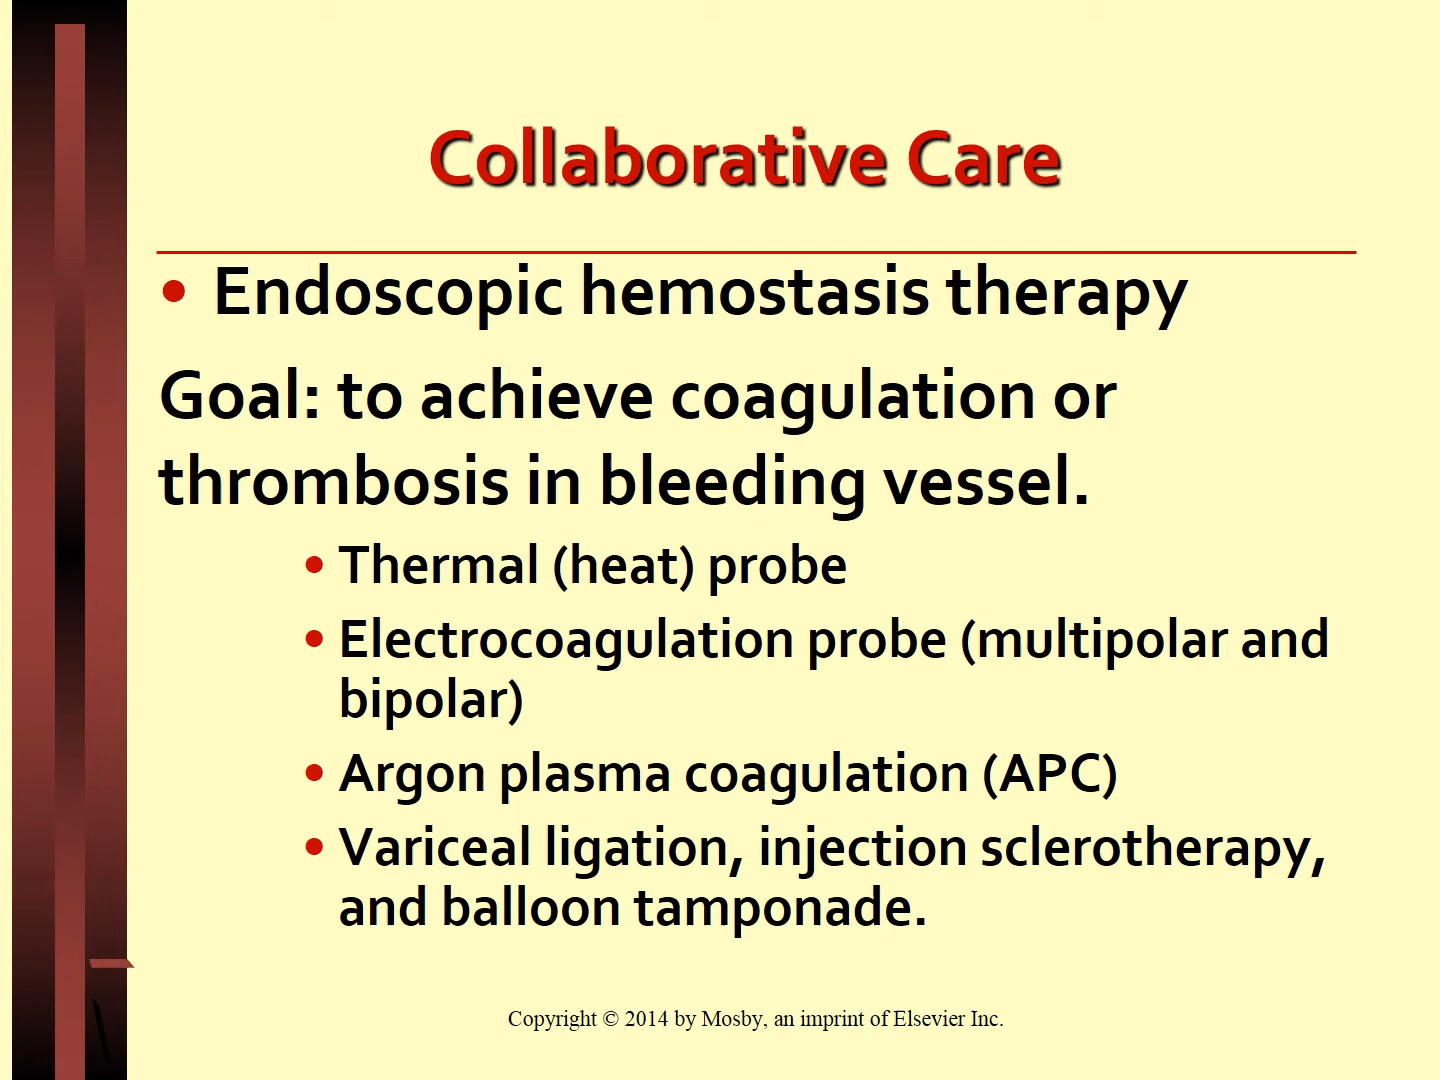 Collaborative Care
• Endoscopic hemostasis therapy
Goal: to achieve coagulation or
thrombosis in bleeding vessel.
• Thermal (heat) probe
• Electrocoagulation probe (multipolar and
bipolar)
• Argon plasma coagulation (APC)
• Variceal ligation, injection sclerotherapy,
and balloon tamponade.
Copyright © 2014 by Mosby, an imprint of Elsevier Inc.